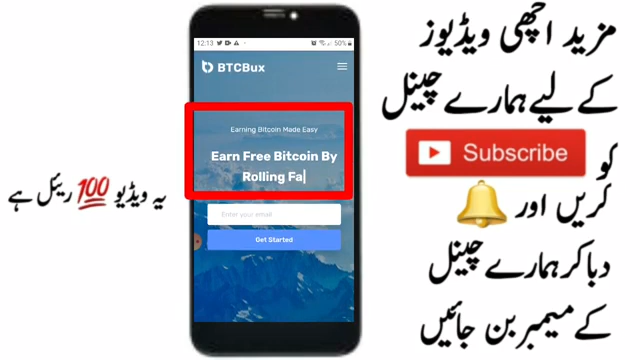 مزید اچھی ویڈیوز
کے لیے ہمارے چینل
Subscribe کو
کریں اور
دبا کر ہمارے چینل
کے میمبر بن جائیں
یہ ویڈیو 💯 ریئل ہے
12:13 50%
BTCBux
Earning Bitcoin Made Easy
Earn Free Bitcoin By
Rolling Fa
Enter your email
Get Started